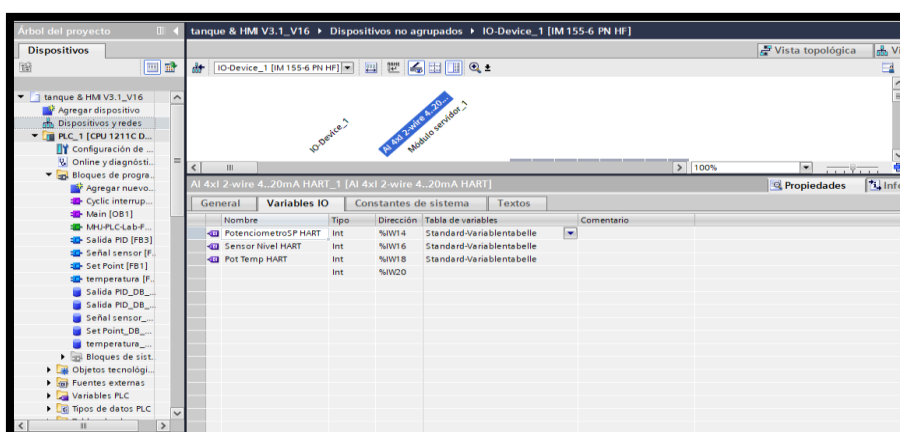 Árbol del proyecto
tanque & HMI V3.1_V16 Dispositivos no agrupados IO-Device_1 [IM 155-6 PN HF]
Dispositivos
Vista topológica
IO-Device_1 [IM 155-6 PN HF]
tanque & HMI V3.1_V16
Agregar dispositivo
Dispositivos y redes
PLC_1 [CPU 1211C D...
Configuración de ...
Online y diagnósti...
Bloques de progra...
Agregar nuevo...
Cyclic interrup...
Main [OB1]
MHJ-PLC-Lab-F...
Salida PID [FB3]
Señal sensor [F...
Set Point [FB1]
temperatura [F...
Salida PID_DB_...
Salida PID_DB_...
Señal sensor_...
Set Point_DB_...
temperatura_...
Bloques de sist...
Objetos tecnológi...
Fuentes externas
Variables PLC
Tipos de datos PLC
IO-Device_1
AI 4xI 2-wire 4..20...
Módulo servidor_1
100%
AI 4xI 2-wire 4..20mA HART_1 [AI 4xI 2-wire 4..20mA HART]
Propiedades
General Variables IO Constantes de sistema Textos
Nombre Tipo Dirección Tabla de variables Comentario
PotenciometroSP HART Int %IW14 Standard-Variablentabelle
Sensor Nivel HART Int %IW16 Standard-Variablentabelle
Pot Temp HART Int %IW18 Standard-Variablentabelle
Int %IW20